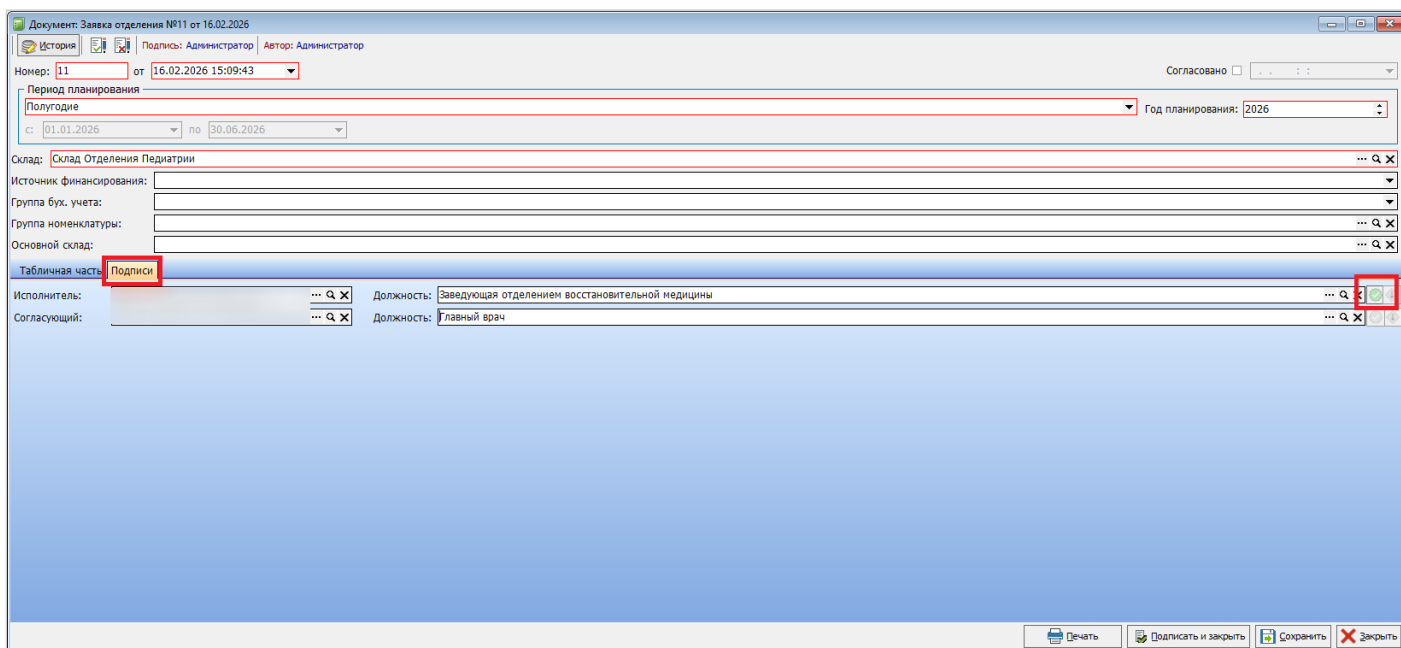 Документ: Заявка отделения №11 от 16.02.2026
История Подпись: Администратор Автор: Администратор
Номер: 11 от 16.02.2026 15:09:43 Согласовано . . : :
Период планирования
Полугодие Год планирования: 2026
с: 01.01.2026 по 30.06.2026
Склад: Склад Отделения Педиатрии
Источник финансирования:
Группа бух. учета:
Группа номенклатуры:
Основной склад:
Табличная часть Подписи
Исполнитель: Должность: Заведующая отделением восстановительной медицины
Согласующий: Должность: Главный врач
Печать Подписать и закрыть Сохранить Закрыть